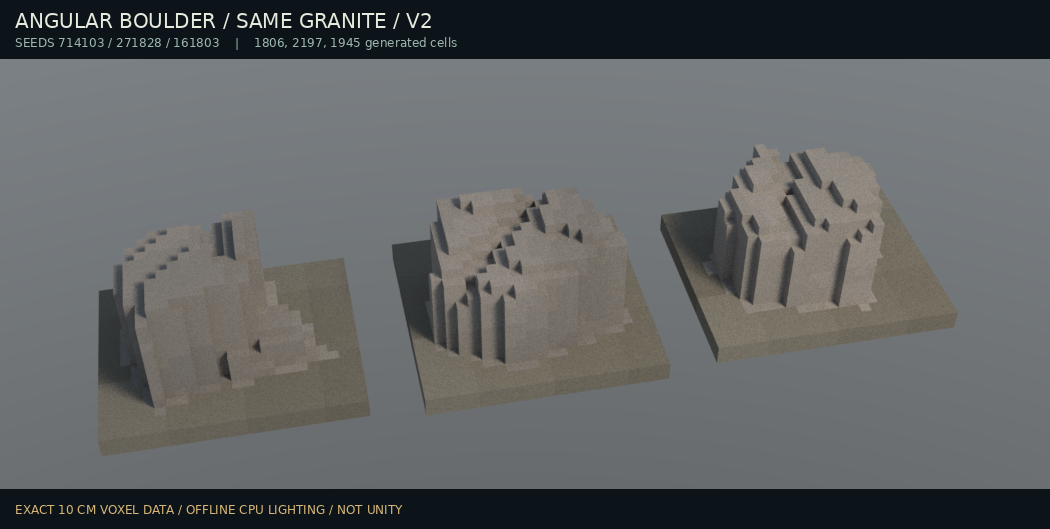 ANGULAR BOULDER / SAME GRANITE / V2
SEEDS 714103 / 271828 / 161803 | 1806, 2197, 1945 generated cells
EXACT 10 CM VOXEL DATA / OFFLINE CPU LIGHTING / NOT UNITY